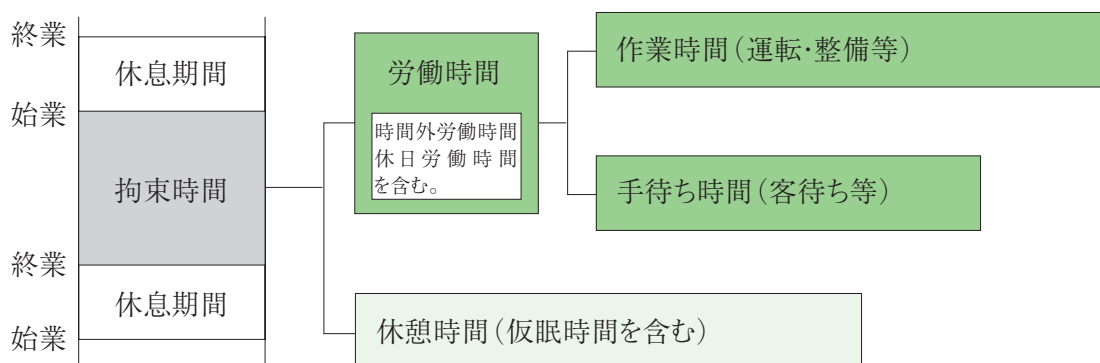 終業
休息期間
始業
拘束時間
終業
休息期間
始業
労働時間
時間外労働時間
休日労働時間
を含む。
作業時間（運転・整備等）
手待ち時間（客待ち等）
休憩時間（仮眠時間を含む）